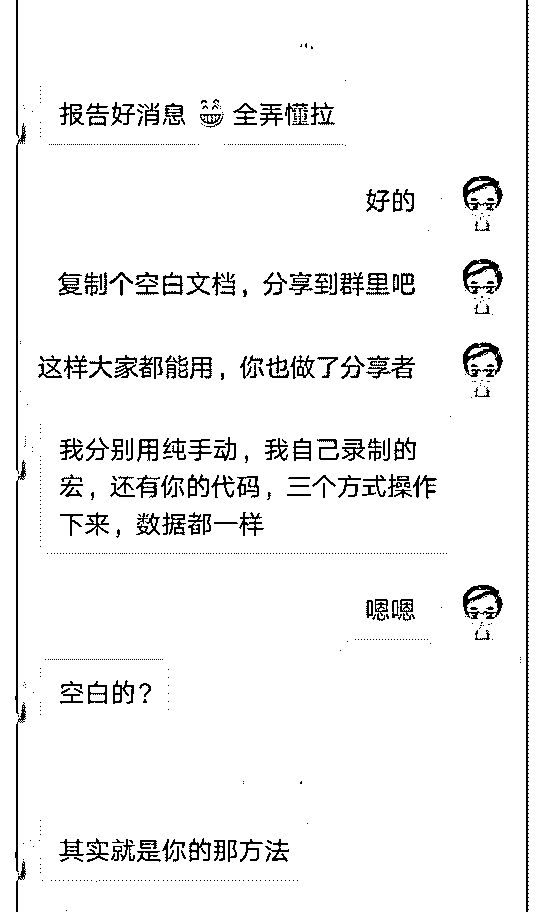 报告好消息 😁 全弄懂拉
好的
复制个空白文档，分享到群里吧
这样大家都能用，你也做了分享者
我分别用纯手动，我自己录制的
宏，还有你的代码，三个方式操作
下来，数据都一样
嗯嗯
空白的？
其实就是你的那方法